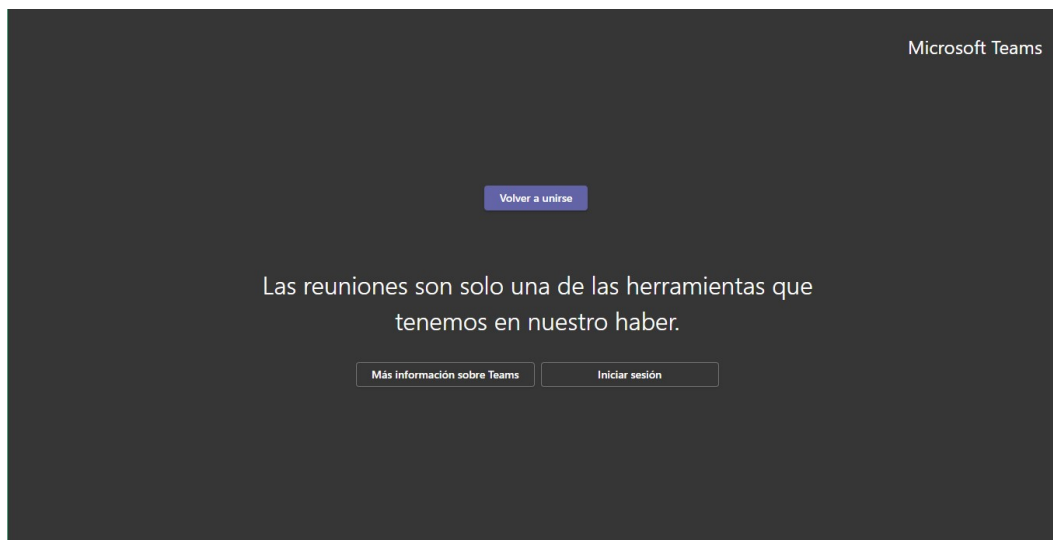 Microsoft Teams
Volver a unirse
Las reuniones son solo una de las herramientas que
tenemos en nuestro haber.
Más información sobre Teams
Iniciar sesión